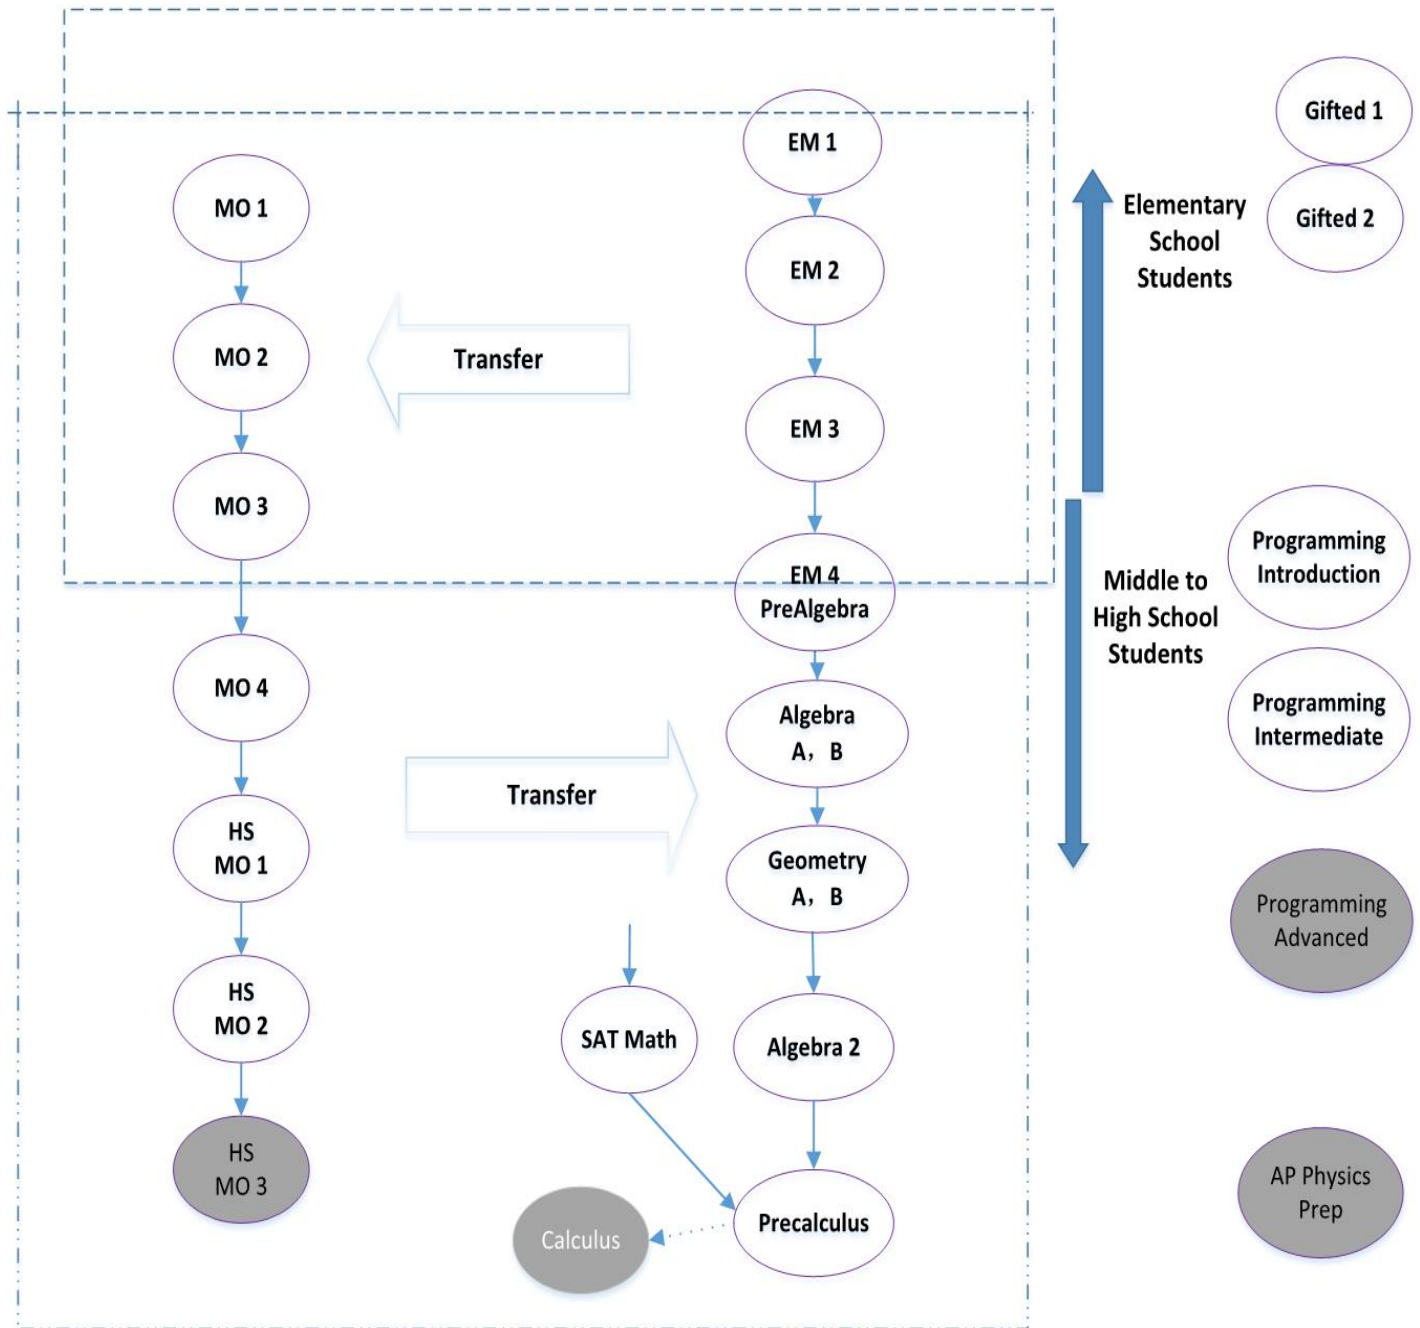 MO 1
MO 2
MO 3
MO 4
HS
MO 1
HS
MO 2
HS
MO 3
Transfer
Transfer
EM 1
EM 2
EM 3
EM 4
PreAlgebra
Algebra
A， B
Geometry
A， B
SAT Math
Algebra 2
Precalculus
Calculus
Elementary
School
Students
Middle to
High School
Students
Gifted 1
Gifted 2
Programming
Introduction
Programming
Intermediate
Programming
Advanced
AP Physics
Prep